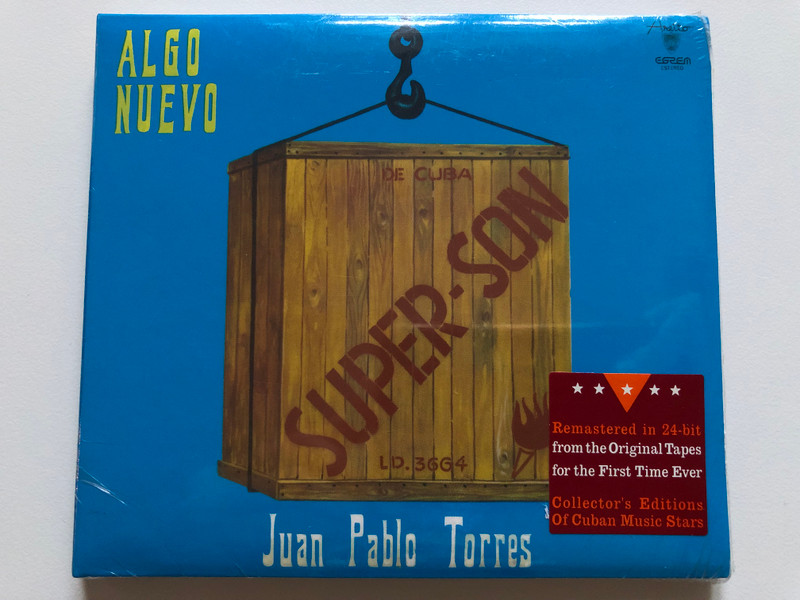 ALGO
NUEVO
Areito
EGREM
DE CUBA
SUPER-SON
LD. 3664
Remastered in 24-bit
from the Original Tapes
for the First Time Ever
Collector's Editions
Of Cuban Music Stars
Juan Pablo Torres